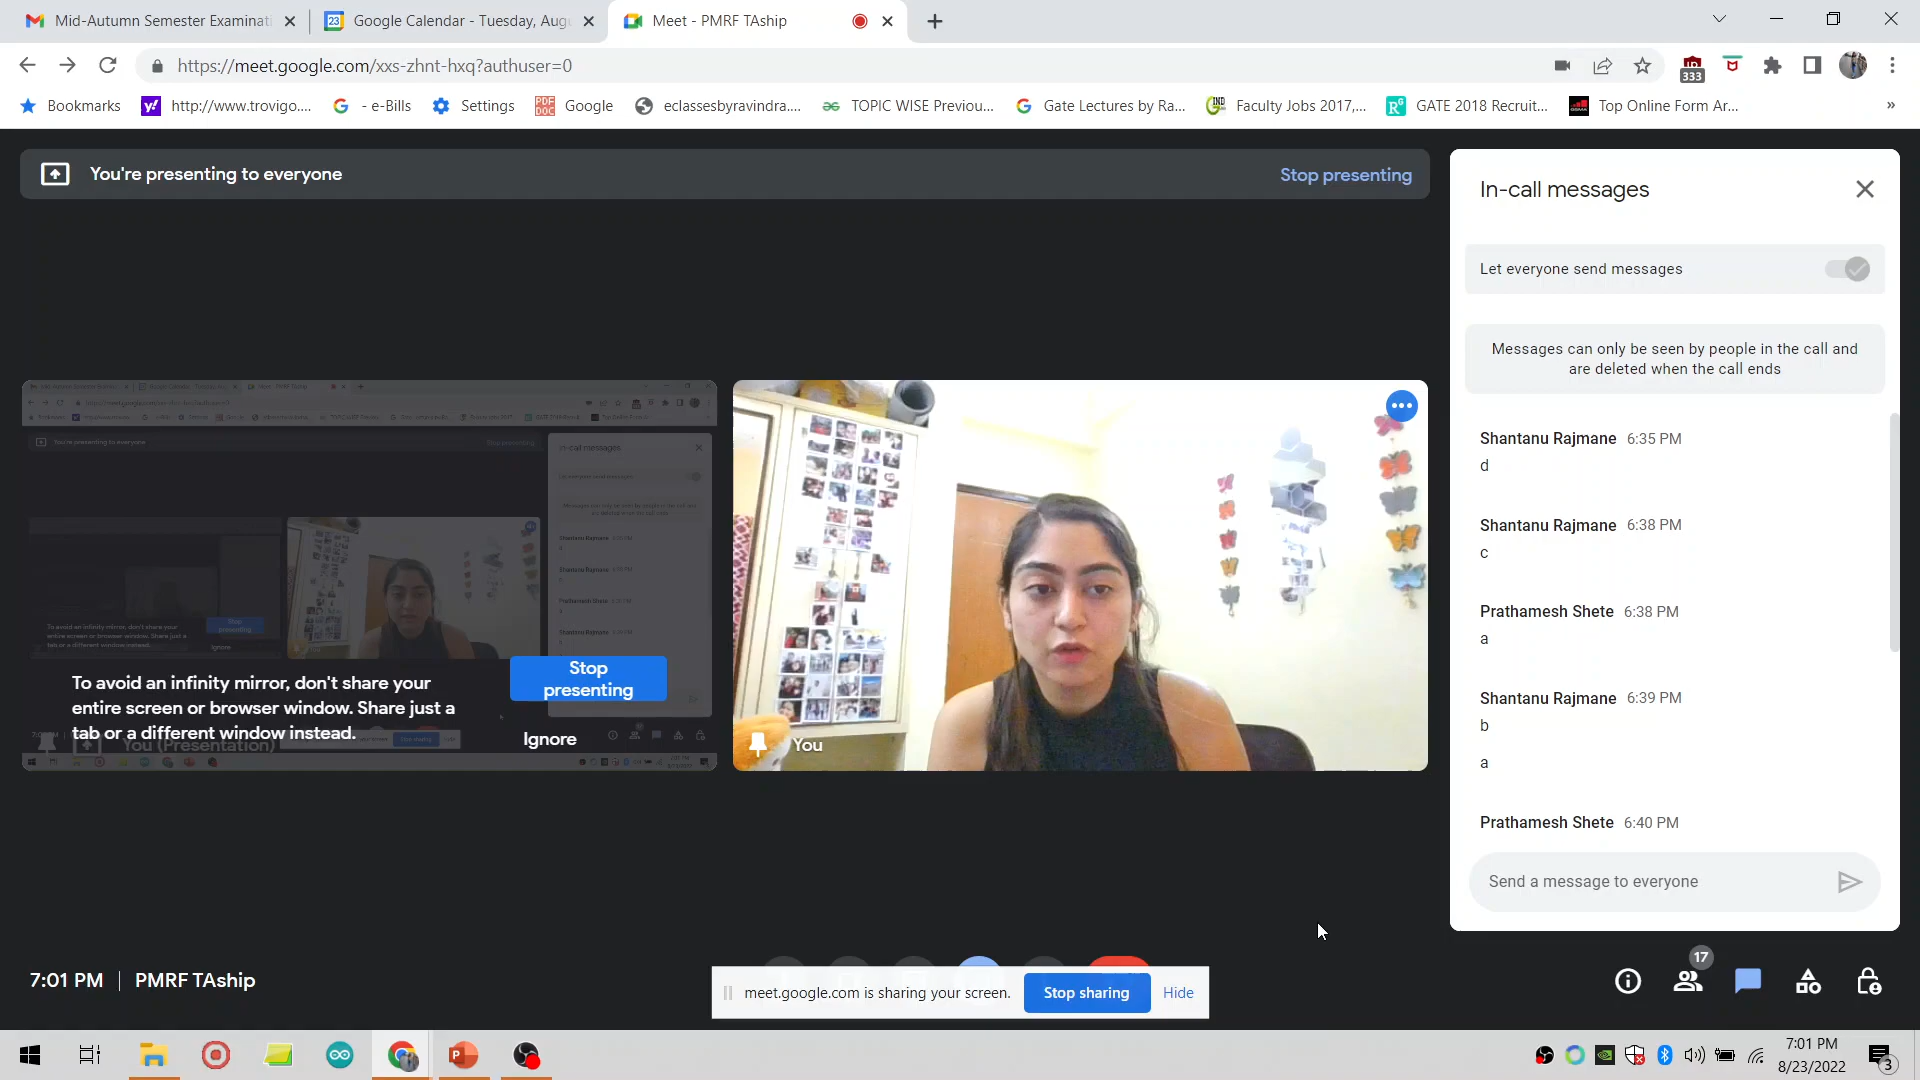 Mid-Autumn Semester Examinati
Google Calendar - Tuesday, Aug
Meet - PMRF TAship
https://meet.google.com/xxs-zhnt-hxq?authuser=0
333
Bookmarks
http://www.trovigo....
- e-Bills
Settings
PDF
DOC
Google
eclassesbyravindra....
TOPIC WISE Previou...
Gate Lectures by Ra...
Faculty Jobs 2017,...
GATE 2018 Recruit...
Top Online Form Ar...
You're presenting to everyone
Stop presenting
To avoid an infinity mirror, don't share your
entire screen or browser window. Share just a
tab or a different window instead.
Stop
presenting
Ignore
You (Presentation)
You
In-call messages
Let everyone send messages
Messages can only be seen by people in the call and
are deleted when the call ends
Shantanu Rajmane 6:35 PM
d
Shantanu Rajmane 6:38 PM
c
Prathamesh Shete 6:38 PM
a
Shantanu Rajmane 6:39 PM
b
a
Prathamesh Shete 6:40 PM
Send a message to everyone
7:01 PM | PMRF TAship
meet.google.com is sharing your screen.
Stop sharing
Hide
17
7:01 PM
8/23/2022
3